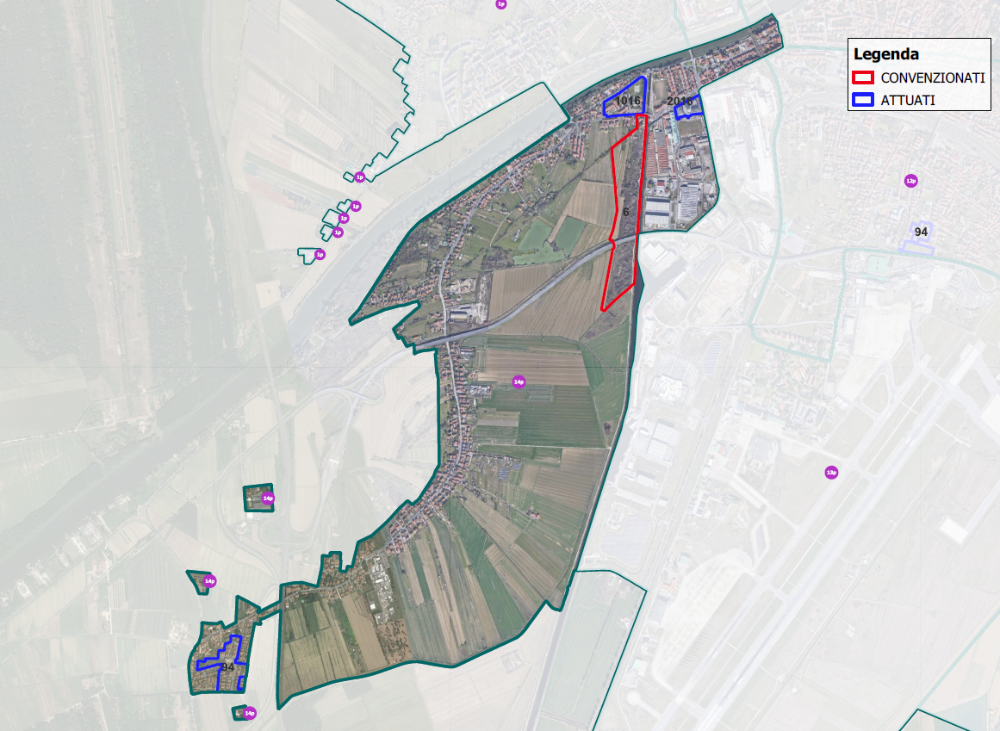 1p
Legenda
CONVENZIONATI
ATTUATI
1016
2016
1p
12p
1p
6
1p
1p
94
1p
14p
13p
14p
14p
94
14p